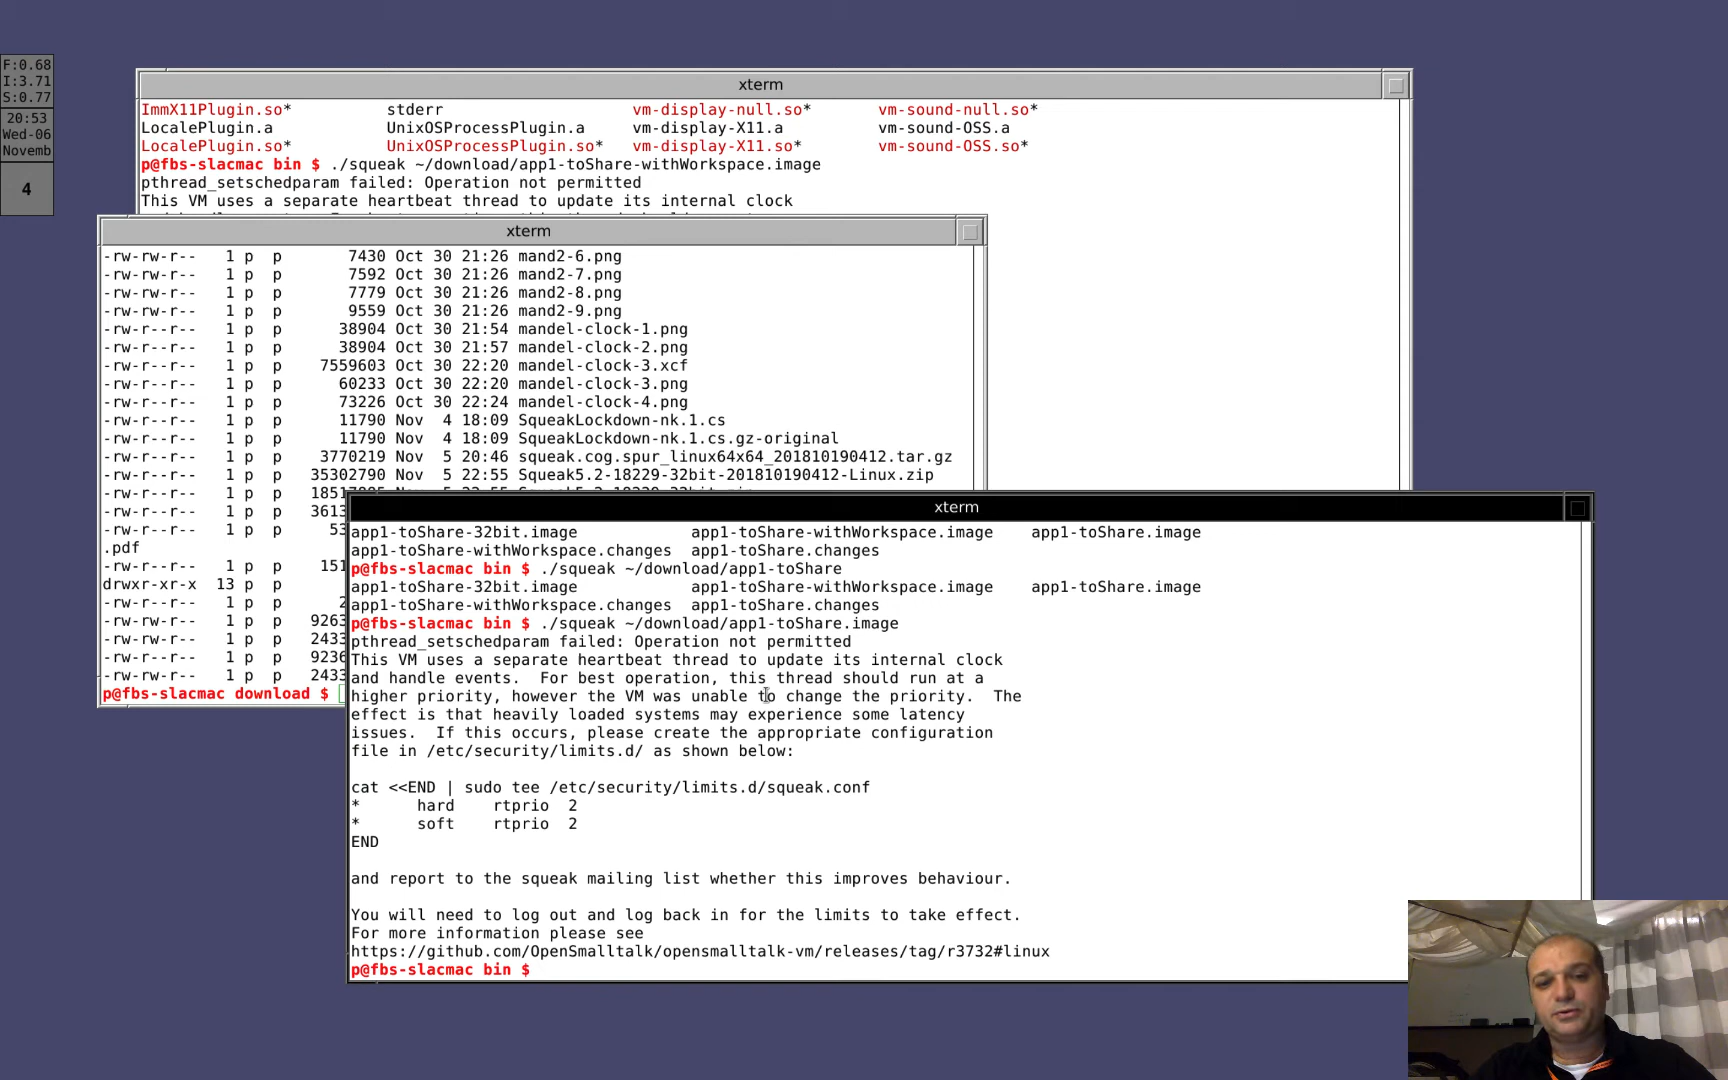 F:0.68
I:3.71
S:0.77
20:53
Wed-06
Novemb
4
xterm
ImmX11Plugin.so* stderr vm-display-null.so* vm-sound-null.so*
LocalePlugin.a UnixOSProcessPlugin.a vm-display-X11.a vm-sound-OSS.a
LocalePlugin.so* UnixOSProcessPlugin.so* vm-display-X11.so* vm-sound-OSS.so*
p@fbs-slacmac bin $ ./squeak ~/download/app1-toShare-withWorkspace.image
pthread_setschedparam failed: Operation not permitted
This VM uses a separate heartbeat thread to update its internal clock
xterm
-rw-rw-r-- 1 p p 7430 Oct 30 21:26 mand2-6.png
-rw-rw-r-- 1 p p 7592 Oct 30 21:26 mand2-7.png
-rw-rw-r-- 1 p p 7779 Oct 30 21:26 mand2-8.png
-rw-rw-r-- 1 p p 9559 Oct 30 21:26 mand2-9.png
-rw-r--r-- 1 p p 38904 Oct 30 21:54 mandel-clock-1.png
-rw-r--r-- 1 p p 38904 Oct 30 21:57 mandel-clock-2.png
-rw-r--r-- 1 p p 7559603 Oct 30 22:20 mandel-clock-3.xcf
-rw-r--r-- 1 p p 60233 Oct 30 22:20 mandel-clock-3.png
-rw-r--r-- 1 p p 73226 Oct 30 22:24 mandel-clock-4.png
-rw-r--r-- 1 p p 11790 Nov 4 18:09 SqueakLockdown-nk.1.cs
-rw-r--r-- 1 p p 11790 Nov 4 18:09 SqueakLockdown-nk.1.cs.gz-original
-rw-r--r-- 1 p p 3770219 Nov 5 20:46 squeak.cog.spur_linux64x64_201810190412.tar.gz
-rw-r--r-- 1 p p 35302790 Nov 5 22:55 Squeak5.2-18229-32bit-201810190412-Linux.zip
-rw-r--r-- 1 p p
-rw-r--r-- 1 p p 3613
-rw-r--r-- 1 p p 53
.pdf
-rw-r--r-- 1 p p 151
drwxr-xr-x 13 p p
-rw-r--r-- 1 p p 2
-rw-r--r-- 1 p p 9263
-rw-r--r-- 1 p p 2433
-rw-r--r-- 1 p p 9236
-rw-r--r-- 1 p p 2433
p@fbs-slacmac download $
xterm
app1-toShare-32bit.image app1-toShare-withWorkspace.image app1-toShare.image
app1-toShare-withWorkspace.changes app1-toShare.changes
p@fbs-slacmac bin $ ./squeak ~/download/app1-toShare
app1-toShare-32bit.image app1-toShare-withWorkspace.image app1-toShare.image
app1-toShare-withWorkspace.changes app1-toShare.changes
p@fbs-slacmac bin $ ./squeak ~/download/app1-toShare.image
pthread_setschedparam failed: Operation not permitted
This VM uses a separate heartbeat thread to update its internal clock
and handle events. For best operation, this thread should run at a
higher priority, however the VM was unable to change the priority. The
effect is that heavily loaded systems may experience some latency
issues. If this occurs, please create the appropriate configuration
file in /etc/security/limits.d/ as shown below:
cat <<END | sudo tee /etc/security/limits.d/squeak.conf
* hard rtprio 2
* soft rtprio 2
END
and report to the squeak mailing list whether this improves behaviour.
You will need to log out and log back in for the limits to take effect.
For more information please see
https://github.com/OpenSmalltalk/opensmalltalk-vm/releases/tag/r3732#linux
p@fbs-slacmac bin $